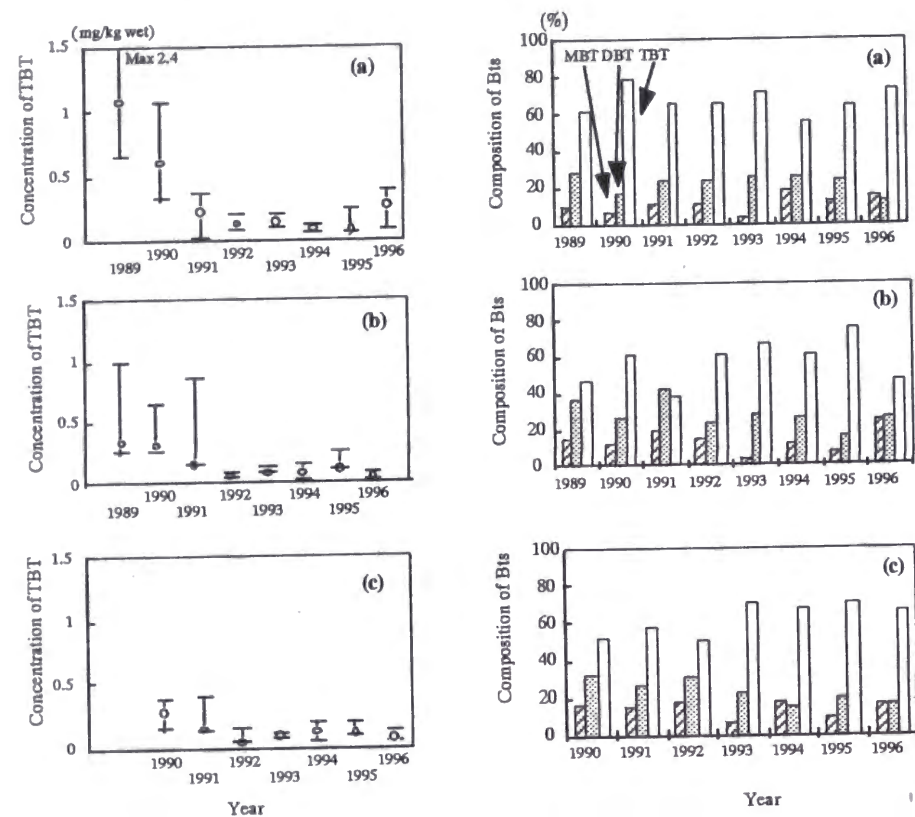 (mg/kg wet)
1.5
1
0.5
0
Concentration of TBT
Max 2.4
(a)
1989
1990
1991
1992
1993
1994
1995
1996
(%)
100
80
60
40
20
0
Composition of Bts
MBT DBT TBT
(a)
1989 1990 1991 1992 1993 1994 1995 1996
1.5
1
0.5
0
Concentration of TBT
(b)
1989
1990
1991
1992
1993
1994
1995
1996
100
80
60
40
20
0
Composition of Bts
(b)
1989 1990 1991 1992 1993 1994 1995 1996
1.5
1
0.5
0
Concentration of TBT
(c)
1990
1991
1992
1993
1994
1995
1996
Year
100
80
60
40
20
0
Composition of Bts
(c)
1990 1991 1992 1993 1994 1995 1996
Year